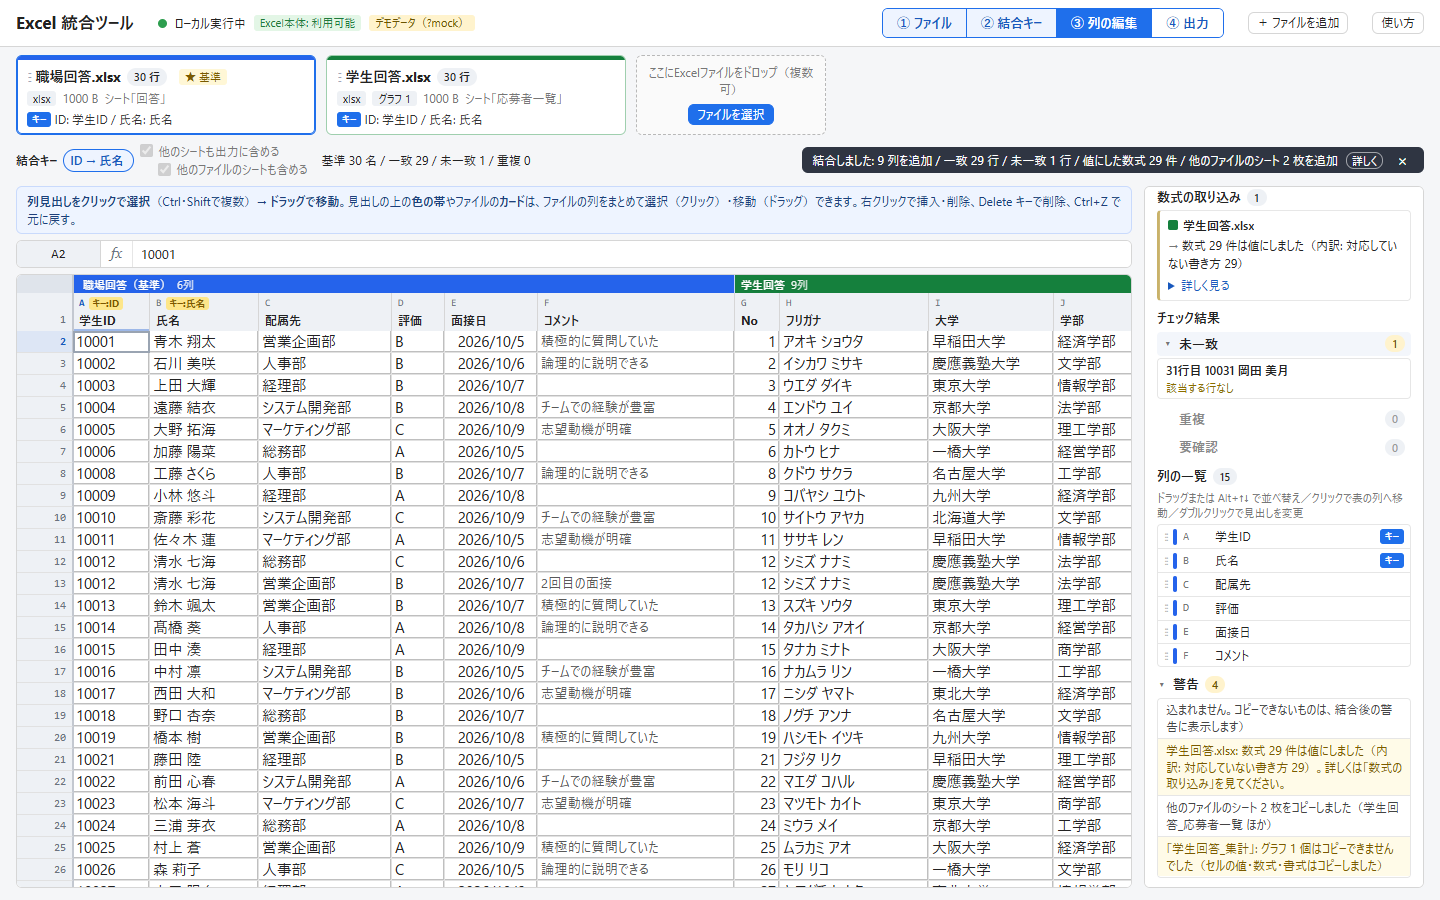 Excel 統合ツール
ローカル実行中
Excel本体: 利用可能
デモデータ（?mock）
① ファイル
② 結合キー
③ 列の編集
④ 出力
＋ ファイルを追加
使い方
職場回答.xlsx 30 行 ★ 基準
xlsx 1000 B シート「回答」
キー ID: 学生ID / 氏名: 氏名
学生回答.xlsx 30 行
xlsx グラフ 1 1000 B シート「応募者一覧」
キー ID: 学生ID / 氏名: 氏名
ここにExcelファイルをドロップ（複数
可）
ファイルを選択
結合キー ID → 氏名
他のシートも出力に含める
他のファイルのシートも含める
基準 30 名 / 一致 29 / 未一致 1 / 重複 0
結合しました: 9 列を追加 / 一致 29 行 / 未一致 1 行 / 値にした数式 29 件 / 他のファイルのシート 2 枚を追加 詳しく ×
列見出しをクリックで選択（Ctrl・Shiftで複数）→ ドラッグで移動。見出しの上の色の帯やファイルのカードは、ファイルの列をまとめて選択（クリック）・移動（ドラッグ）できます。右クリックで挿入・削除、Delete キーで削除、Ctrl+Z で
元に戻す。
A2 fx 10001
職場回答（基準） 6列 学生回答 9列
A キー:ID B キー:氏名 C D E F G H I J
1 学生ID 氏名 配属先 評価 面接日 コメント No フリガナ 大学 学部
2 10001 青木 翔太 営業企画部 B 2026/10/5 積極的に質問していた 1 アオキ ショウタ 早稲田大学 経済学部
3 10002 石川 美咲 人事部 B 2026/10/6 論理的に説明できる 2 イシカワ ミサキ 慶應義塾大学 文学部
4 10003 上田 大輝 経理部 B 2026/10/7 3 ウエダ ダイキ 東京大学 情報学部
5 10004 遠藤 結衣 システム開発部 B 2026/10/8 チームでの経験が豊富 4 エンドウ ユイ 京都大学 法学部
6 10005 大野 拓海 マーケティング部 C 2026/10/9 志望動機が明確 5 オオノ タクミ 大阪大学 理工学部
7 10006 加藤 陽菜 総務部 A 2026/10/5 6 カトウ ヒナ 一橋大学 経営学部
8 10008 工藤 さくら 人事部 B 2026/10/7 論理的に説明できる 8 クドウ サクラ 名古屋大学 工学部
9 10009 小林 悠斗 経理部 A 2026/10/8 9 コバヤシ ユウト 九州大学 経済学部
10 10010 斎藤 彩花 システム開発部 C 2026/10/9 チームでの経験が豊富 10 サイトウ アヤカ 北海道大学 文学部
11 10011 佐々木 蓮 マーケティング部 A 2026/10/5 志望動機が明確 11 ササキ レン 早稲田大学 情報学部
12 10012 清水 七海 総務部 C 2026/10/6 12 シミズ ナナミ 慶應義塾大学 法学部
13 10012 清水 七海 営業企画部 B 2026/10/7 2回目の面接 12 シミズ ナナミ 慶應義塾大学 法学部
14 10013 鈴木 颯太 営業企画部 B 2026/10/7 積極的に質問していた 13 スズキ ソウタ 東京大学 理工学部
15 10014 髙橋 葵 人事部 A 2026/10/8 論理的に説明できる 14 タカハシ アオイ 京都大学 経営学部
16 10015 田中 湊 経理部 A 2026/10/9 15 タナカ ミナト 大阪大学 商学部
17 10016 中村 凛 システム開発部 B 2026/10/5 チームでの経験が豊富 16 ナカムラ リン 一橋大学 工学部
18 10017 西田 大和 マーケティング部 B 2026/10/6 志望動機が明確 17 ニシダ ヤマト 東北大学 経済学部
19 10018 野口 杏奈 総務部 B 2026/10/7 18 ノグチ アンナ 名古屋大学 文学部
20 10019 橋本 樹 営業企画部 B 2026/10/8 積極的に質問していた 19 ハシモト イツキ 九州大学 情報学部
21 10021 藤田 陸 経理部 B 2026/10/5 21 フジタ リク 早稲田大学 理工学部
22 10022 前田 心春 システム開発部 A 2026/10/6 チームでの経験が豊富 22 マエダ コハル 慶應義塾大学 経営学部
23 10023 松本 海斗 マーケティング部 C 2026/10/7 志望動機が明確 23 マツモト カイト 東京大学 商学部
24 10024 三浦 芽衣 総務部 A 2026/10/8 24 ミウラ メイ 京都大学 工学部
25 10025 村上 蒼 営業企画部 A 2026/10/9 積極的に質問していた 25 ムラカミ アオ 大阪大学 経済学部
26 10026 森 莉子 人事部 C 2026/10/5 論理的に説明できる 26 モリ リコ 一橋大学 文学部
数式の取り込み 1
学生回答.xlsx
→ 数式 29 件は値にしました（内訳: 対応してい
ない書き方 29）
▶ 詳しく見る
チェック結果
未一致 1
31行目 10031 岡田 美月
該当する行なし
重複 0
要確認 0
列の一覧 15
ドラッグまたは Alt+↑↓ で並べ替え／クリックで表の列へ移
動／ダブルクリックで見出しを変更
A 学生ID キー
B 氏名 キー
C 配属先
D 評価
E 面接日
F コメント
警告 4
込まれません。コピーできないものは、結合後の警
告に表示します）
学生回答.xlsx: 数式 29 件は値にしました（内
訳: 対応していない書き方 29）。詳しくは「数式の
取り込み」を見てください。
他のファイルのシート 2 枚をコピーしました（学生回
答_応募者一覧 ほか）
「学生回答_集計」: グラフ 1 個はコピーできません
でした（セルの値・数式・書式はコピーしました）